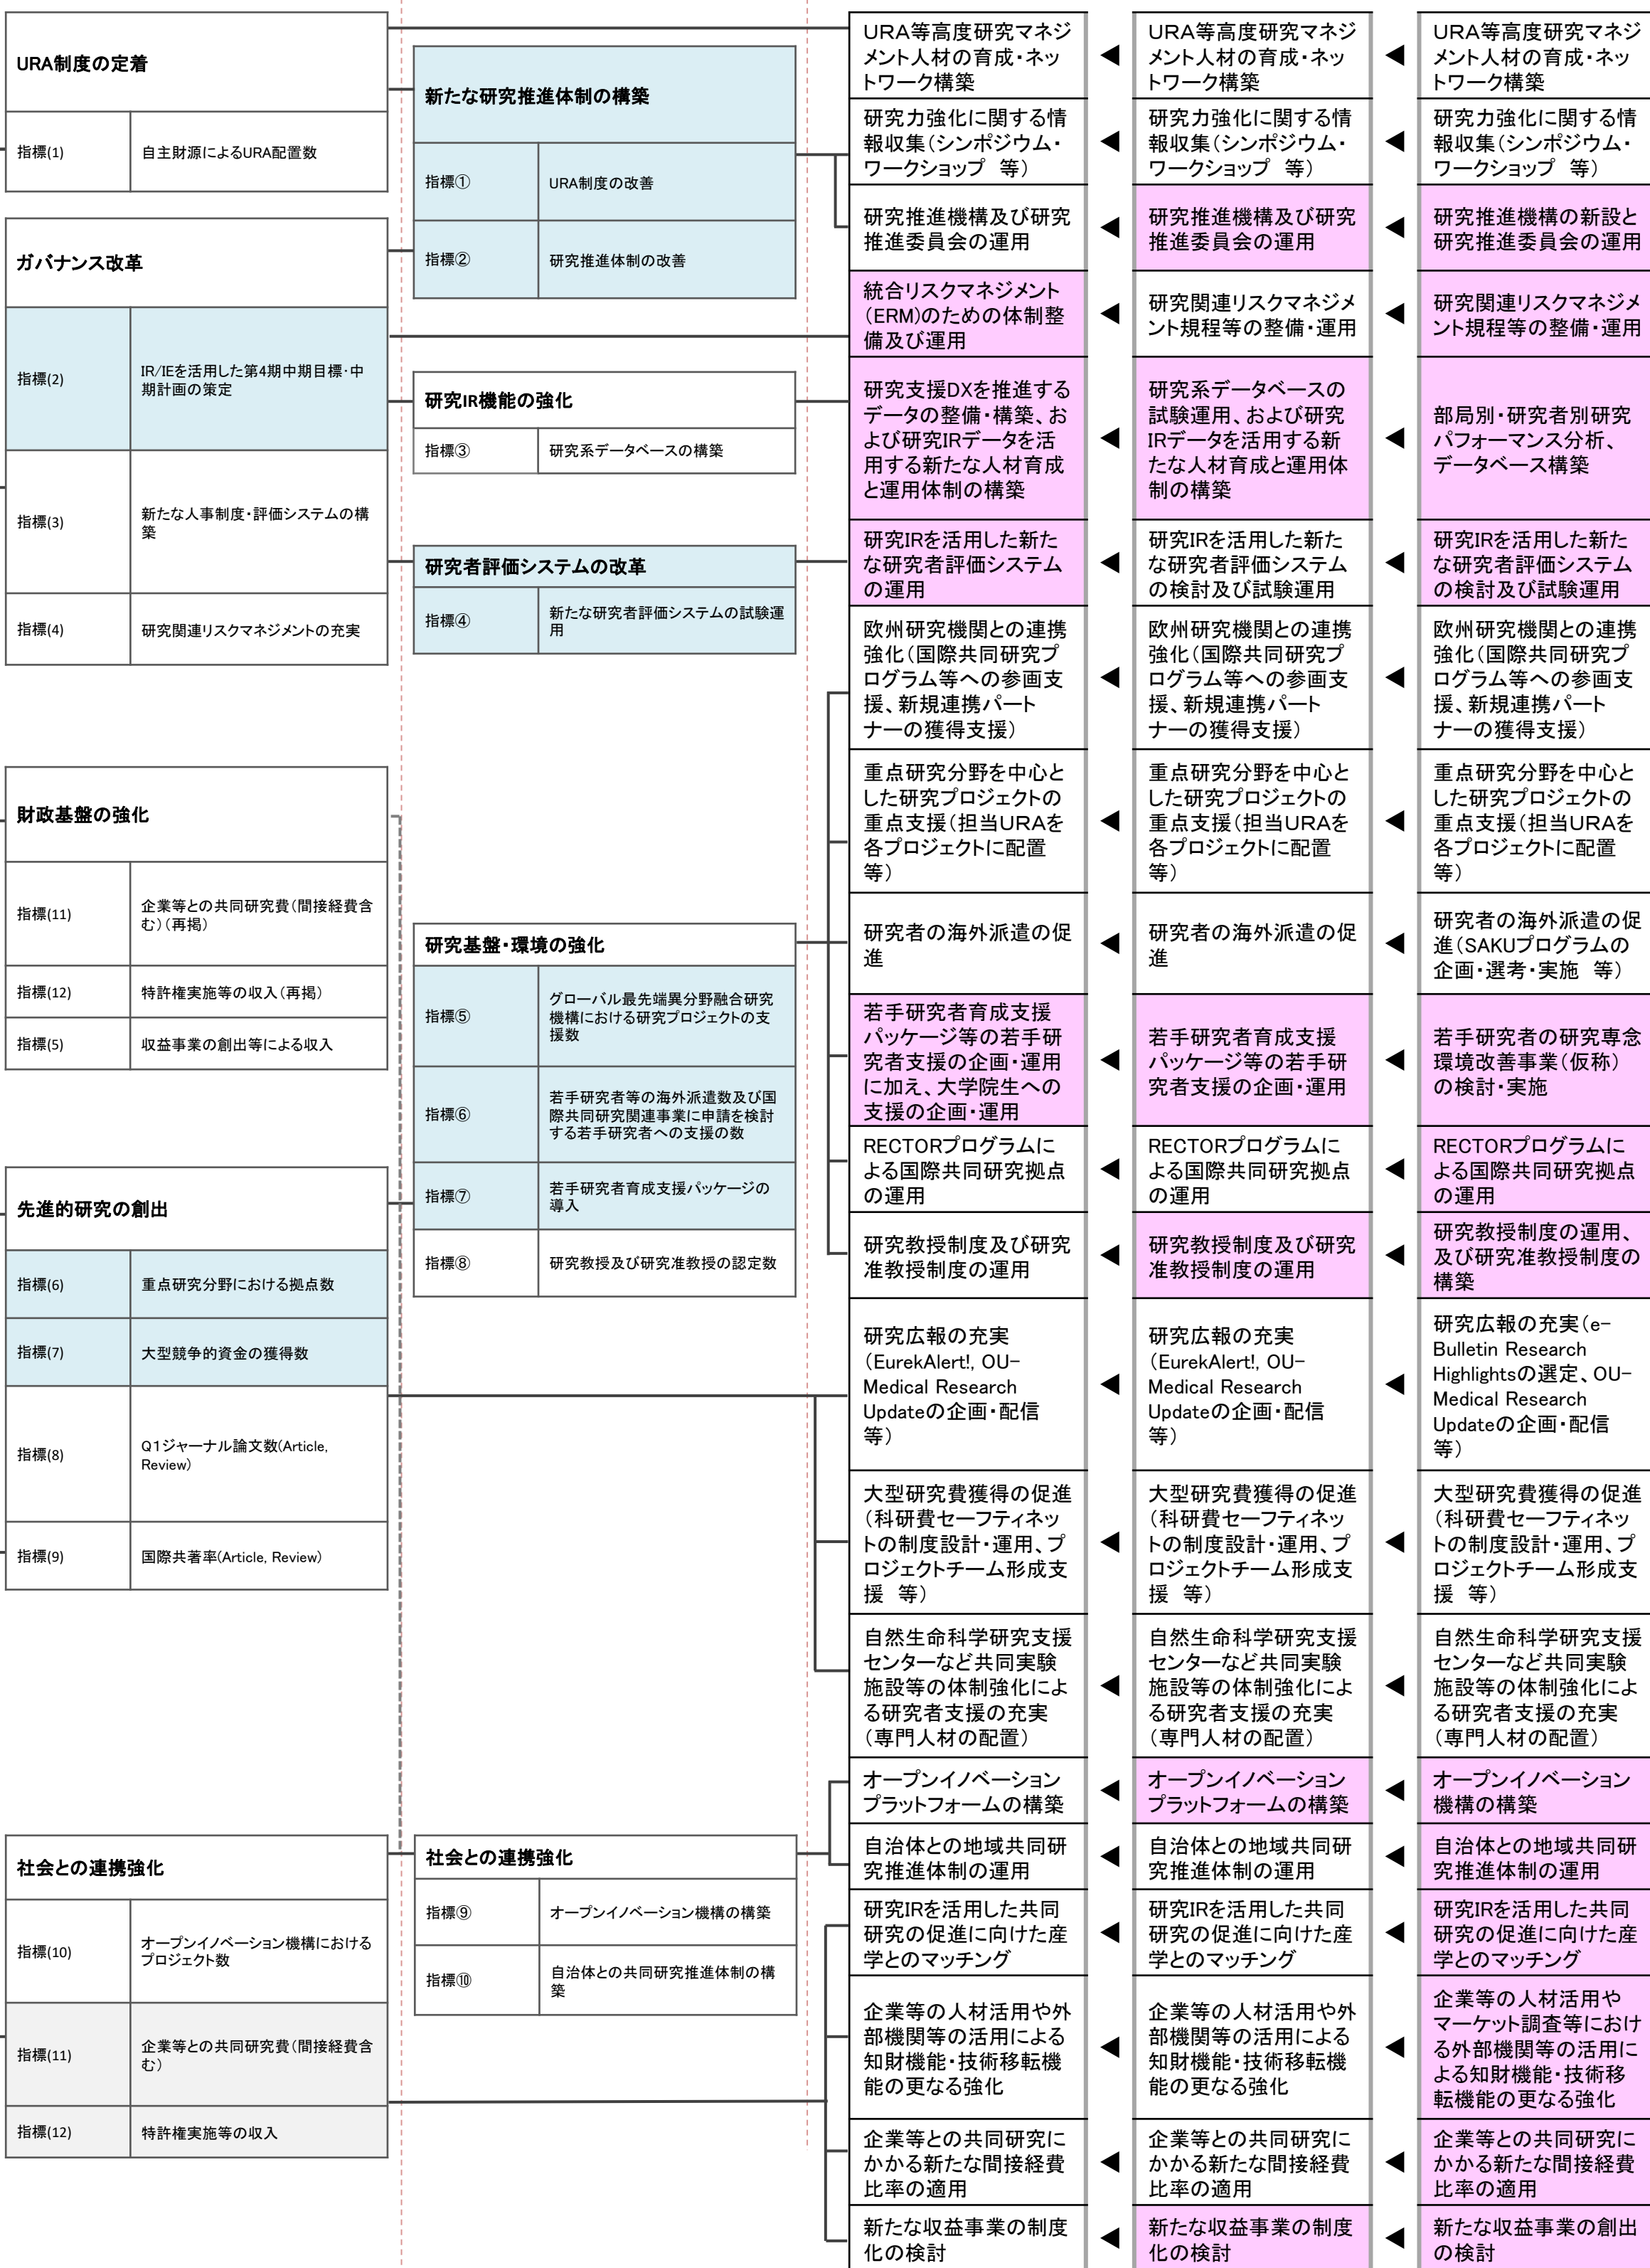 URA制度の定着
指標(1)
自主財源によるURA配置数
ガバナンス改革
指標(2)
IR/IEを活用した第4期中期目標・中
期計画の策定
指標(3)
新たな人事制度・評価システムの構
築
指標(4)
研究関連リスクマネジメントの充実
財政基盤の強化
指標(11)
企業等との共同研究費（間接経費含
む）（再掲）
指標(12)
特許権実施等の収入（再掲）
指標(5)
収益事業の創出等による収入
先進的研究の創出
指標(6)
重点研究分野における拠点数
指標(7)
大型競争的資金の獲得数
指標(8)
Q1ジャーナル論文数(Article,
Review)
指標(9)
国際共著率(Article, Review)
社会との連携強化
指標(10)
オープンイノベーション機構における
プロジェクト数
指標(11)
企業等との共同研究費（間接経費含
む）
指標(12)
特許権実施等の収入
新たな研究推進体制の構築
指標①
URA制度の改善
指標②
研究推進体制の改善
研究IR機能の強化
指標③
研究系データベースの構築
研究者評価システムの改革
指標④
新たな研究者評価システムの試験運
用
研究基盤・環境の強化
指標⑤
グローバル最先端異分野融合研究
機構における研究プロジェクトの支
援数
指標⑥
若手研究者等の海外派遣数及び国
際共同研究関連事業に申請を検討
する若手研究者への支援の数
指標⑦
若手研究者育成支援パッケージの
導入
指標⑧
研究教授及び研究准教授の認定数
社会との連携強化
指標⑨
オープンイノベーション機構の構築
指標⑩
自治体との共同研究推進体制の構
築
URA等高度研究マネジ
メント人材の育成・ネッ
トワーク構築
研究力強化に関する情
報収集（シンポジウム・
ワークショップ　等）
研究推進機構及び研究
推進委員会の運用
統合リスクマネジメント
（ERM)のための体制整
備及び運用
研究支援DXを推進する
データの整備・構築、お
よび研究IRデータを活
用する新たな人材育成
と運用体制の構築
研究IRを活用した新た
な研究者評価システム
の運用
欧州研究機関との連携
強化（国際共同研究プ
ログラム等への参画支
援、新規連携パート
ナーの獲得支援）
重点研究分野を中心と
した研究プロジェクトの
重点支援（担当URAを
各プロジェクトに配置
等）
研究者の海外派遣の促
進
若手研究者育成支援
パッケージ等の若手研
究者支援の企画・運用
に加え、大学院生への
支援の企画・運用
RECTORプログラムに
よる国際共同研究拠点
の運用
研究教授制度及び研究
准教授制度の運用
研究広報の充実
（EurekAlert!, OU-
Medical Research
Updateの企画・配信
等）
大型研究費獲得の促進
（科研費セーフティネッ
トの制度設計・運用、プ
ロジェクトチーム形成支
援　等）
自然生命科学研究支援
センターなど共同実験
施設等の体制強化によ
る研究者支援の充実
（専門人材の配置）
オープンイノベーション
プラットフォームの構築
自治体との地域共同研
究推進体制の運用
研究IRを活用した共同
研究の促進に向けた産
学とのマッチング
企業等の人材活用や外
部機関等の活用による
知財機能・技術移転機
能の更なる強化
企業等との共同研究に
かかる新たな間接経費
比率の適用
新たな収益事業の制度
化の検討
URA等高度研究マネジ
メント人材の育成・ネッ
トワーク構築
研究力強化に関する情
報収集（シンポジウム・
ワークショップ　等）
研究推進機構及び研究
推進委員会の運用
研究関連リスクマネジメ
ント規程等の整備・運用
研究系データベースの
試験運用、および研究
IRデータを活用する新
たな人材育成と運用体
制の構築
研究IRを活用した新た
な研究者評価システム
の検討及び試験運用
欧州研究機関との連携
強化（国際共同研究プ
ログラム等への参画支
援、新規連携パート
ナーの獲得支援）
重点研究分野を中心と
した研究プロジェクトの
重点支援（担当URAを
各プロジェクトに配置
等）
研究者の海外派遣の促
進
若手研究者育成支援
パッケージ等の若手研
究者支援の企画・運用
RECTORプログラムに
よる国際共同研究拠点
の運用
研究教授制度及び研究
准教授制度の運用
研究広報の充実
（EurekAlert!, OU-
Medical Research
Updateの企画・配信
等）
大型研究費獲得の促進
（科研費セーフティネッ
トの制度設計・運用、プ
ロジェクトチーム形成支
援　等）
自然生命科学研究支援
センターなど共同実験
施設等の体制強化によ
る研究者支援の充実
（専門人材の配置）
オープンイノベーション
プラットフォームの構築
自治体との地域共同研
究推進体制の運用
研究IRを活用した共同
研究の促進に向けた産
学とのマッチング
企業等の人材活用や外
部機関等の活用による
知財機能・技術移転機
能の更なる強化
企業等との共同研究に
かかる新たな間接経費
比率の適用
新たな収益事業の制度
化の検討
URA等高度研究マネジ
メント人材の育成・ネッ
トワーク構築
研究力強化に関する情
報収集（シンポジウム・
ワークショップ　等）
研究推進機構の新設と
研究推進委員会の運用
研究関連リスクマネジメ
ント規程等の整備・運用
部局別・研究者別研究
パフォーマンス分析、
データベース構築
研究IRを活用した新た
な研究者評価システム
の検討及び試験運用
欧州研究機関との連携
強化（国際共同研究プ
ログラム等への参画支
援、新規連携パート
ナーの獲得支援）
重点研究分野を中心と
した研究プロジェクトの
重点支援（担当URAを
各プロジェクトに配置
等）
研究者の海外派遣の促
進（SAKUプログラムの
企画・選考・実施　等）
若手研究者の研究専念
環境改善事業（仮称）
の検討・実施
RECTORプログラムに
よる国際共同研究拠点
の運用
研究教授制度の運用、
及び研究准教授制度の
構築
研究広報の充実（e-
Bulletin Research
Highlightsの選定、OU-
Medical Research
Updateの企画・配信
等）
大型研究費獲得の促進
（科研費セーフティネッ
トの制度設計・運用、プ
ロジェクトチーム形成支
援　等）
自然生命科学研究支援
センターなど共同実験
施設等の体制強化によ
る研究者支援の充実
（専門人材の配置）
オープンイノベーション
機構の構築
自治体との地域共同研
究推進体制の運用
研究IRを活用した共同
研究の促進に向けた産
学とのマッチング
企業等の人材活用や
マーケット調査等におけ
る外部機関等の活用に
よる知財機能・技術移
転機能の更なる強化
企業等との共同研究に
かかる新たな間接経費
比率の適用
新たな収益事業の創出
の検討